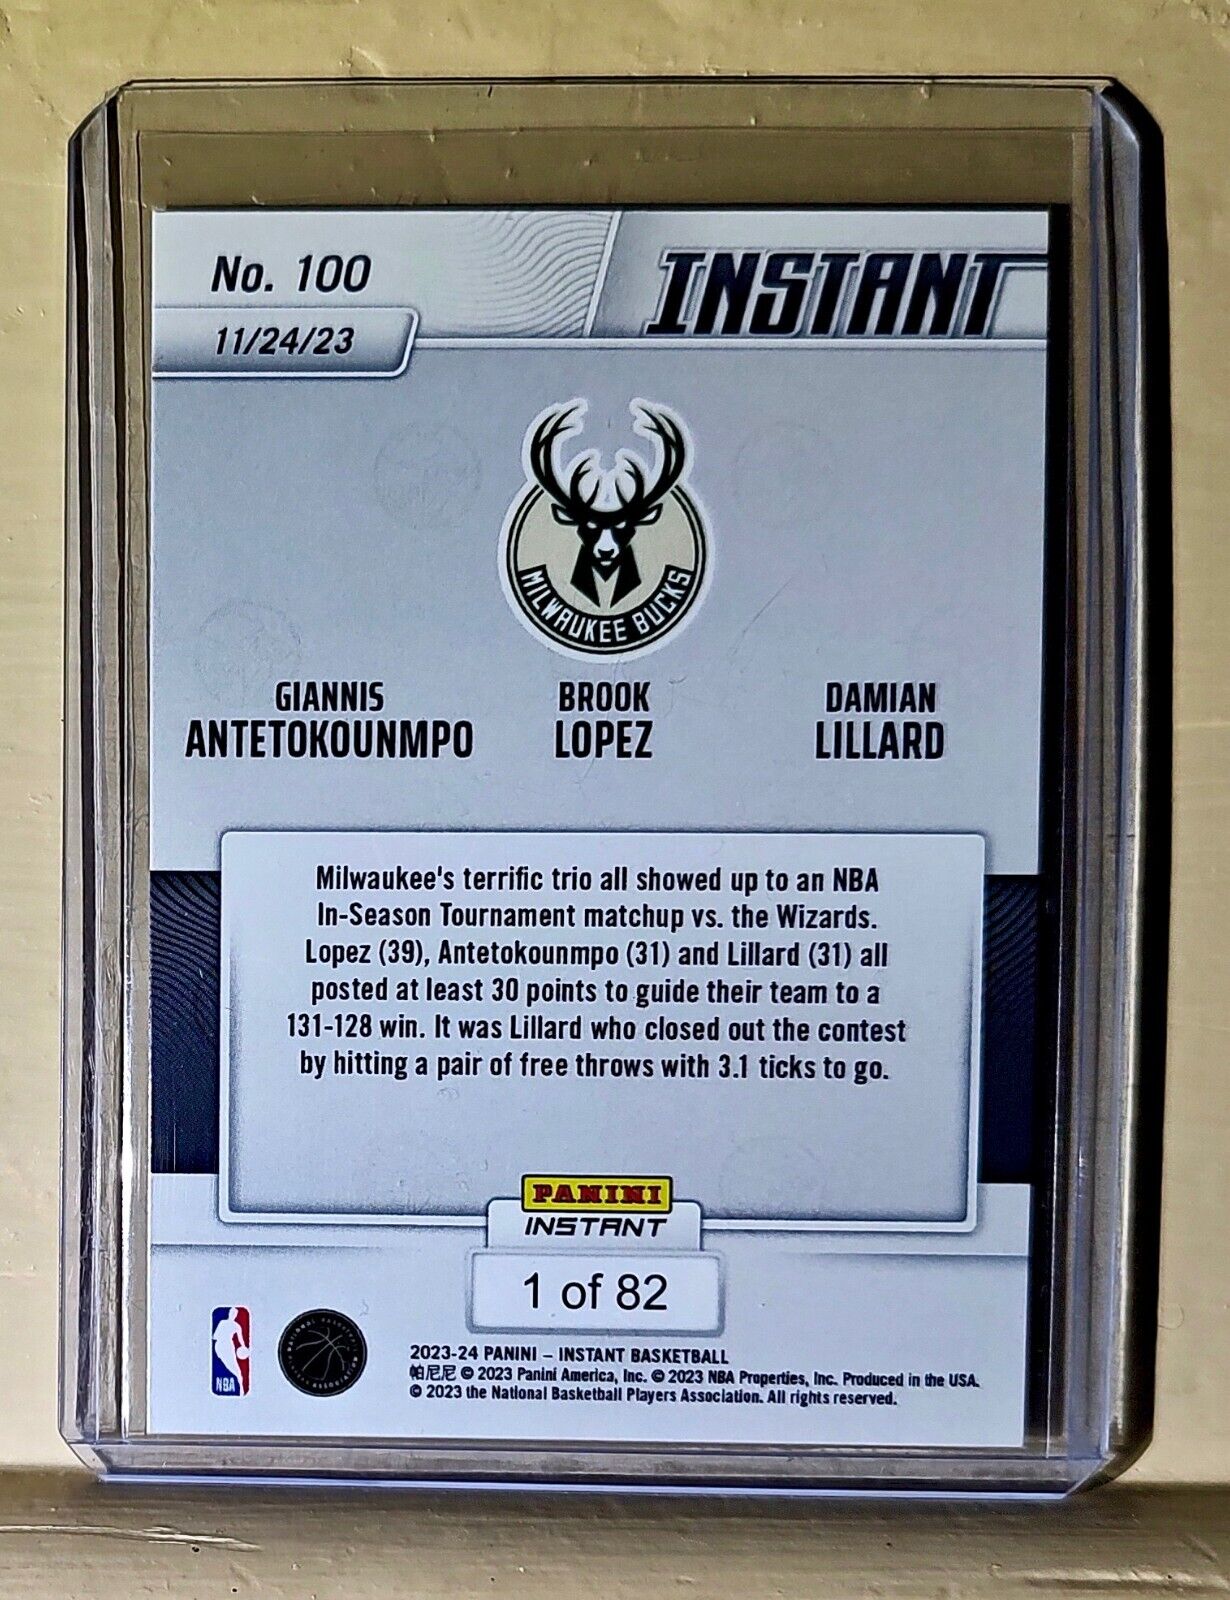 No. 100
INSTANT
11/24/23
MILWAUKEE BUCKS
GIANNIS
ANTETOKOUNMPO
BROOK
LOPEZ
DAMIAN
LILLARD
Milwaukee's terrific trio all showed up to an NBA
In-Season Tournament matchup vs. the Wizards.
Lopez (39), Antetokounmpo (31) and Lillard (31) all
posted at least 30 points to guide their team to a
131-128 win. It was Lillard who closed out the contest
by hitting a pair of free throws with 3.1 ticks to go.
PANINI
INSTANT
1 of 82
NBA
NATIONAL BASKETBALL ASSOCIATION
2023-24 PANINI – INSTANT BASKETBALL
帕尼尼 © 2023 Panini America, Inc. © 2023 NBA Properties, Inc. Produced in the USA.
© 2023 the National Basketball Players Association. All rights reserved.